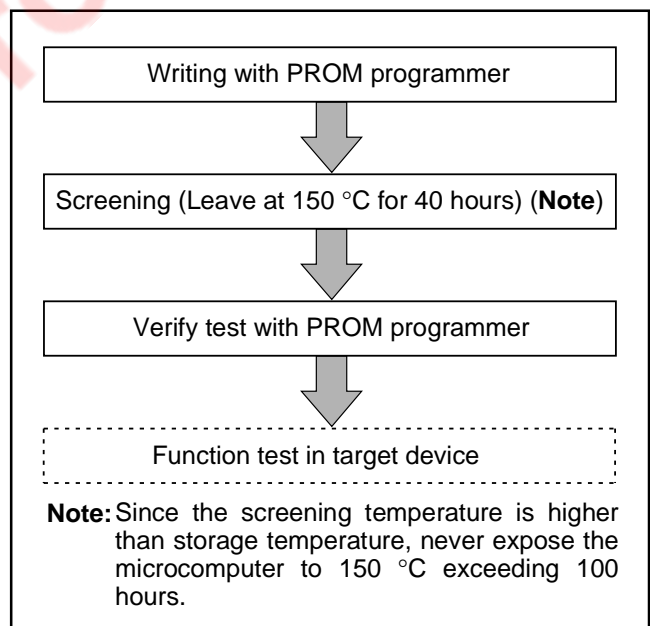 Writing with PROM programmer
Screening (Leave at 150 °C for 40 hours) (Note)
Verify test with PROM programmer
Function test in target device
Note: Since the screening temperature is higher
than storage temperature, never expose the
microcomputer to 150 °C exceeding 100
hours.